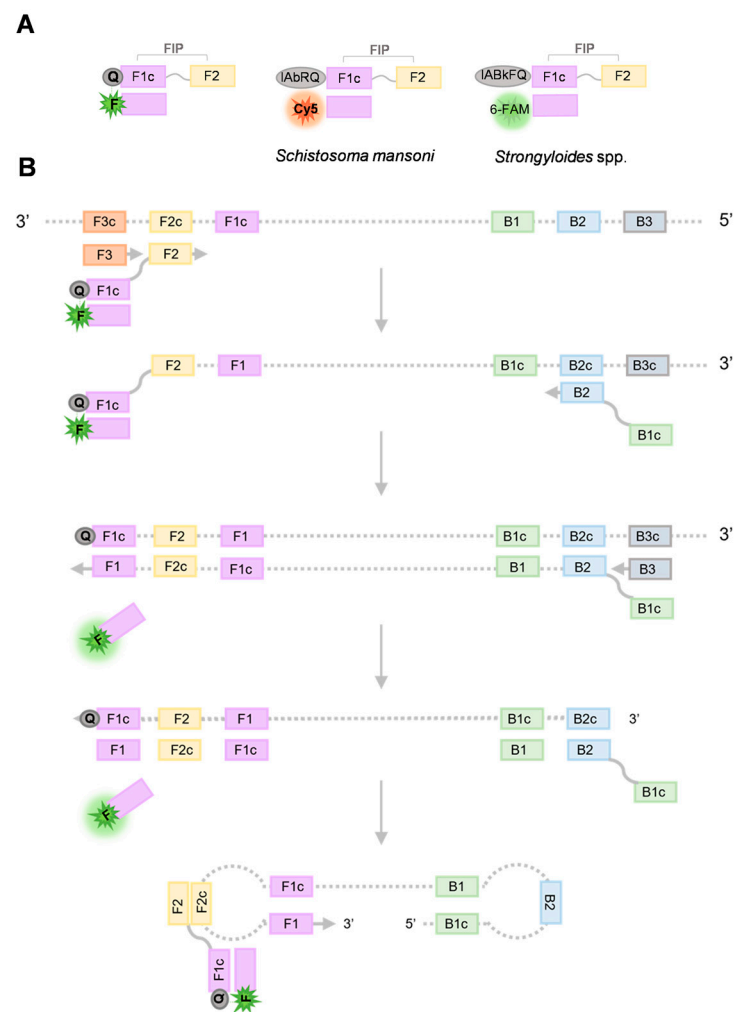 A
FIP FIP FIP
Q F1c F2 IAbRQ F1c F2 IABkFQ F1c F2
F Cy5 6-FAM
Schistosoma mansoni Strongyloides spp.
B
3’ F3c F2c F1c B1 B2 B3 5’
F3 F2
Q F1c
F
F2 F1 B1c B2c B3c 3’
Q F1c B2
F B1c
Q F1c F2 F1 B1c B2c B3c 3’
F1 F2c F1c B1 B2 B3
B1c
F
Q F1c F2 F1 B1c B2c 3’
F1 F2c F1c B1 B2
B1c
F
F2 F2c F1c B1 B2
F1 3’ 5’ B1c
F1c
Q F